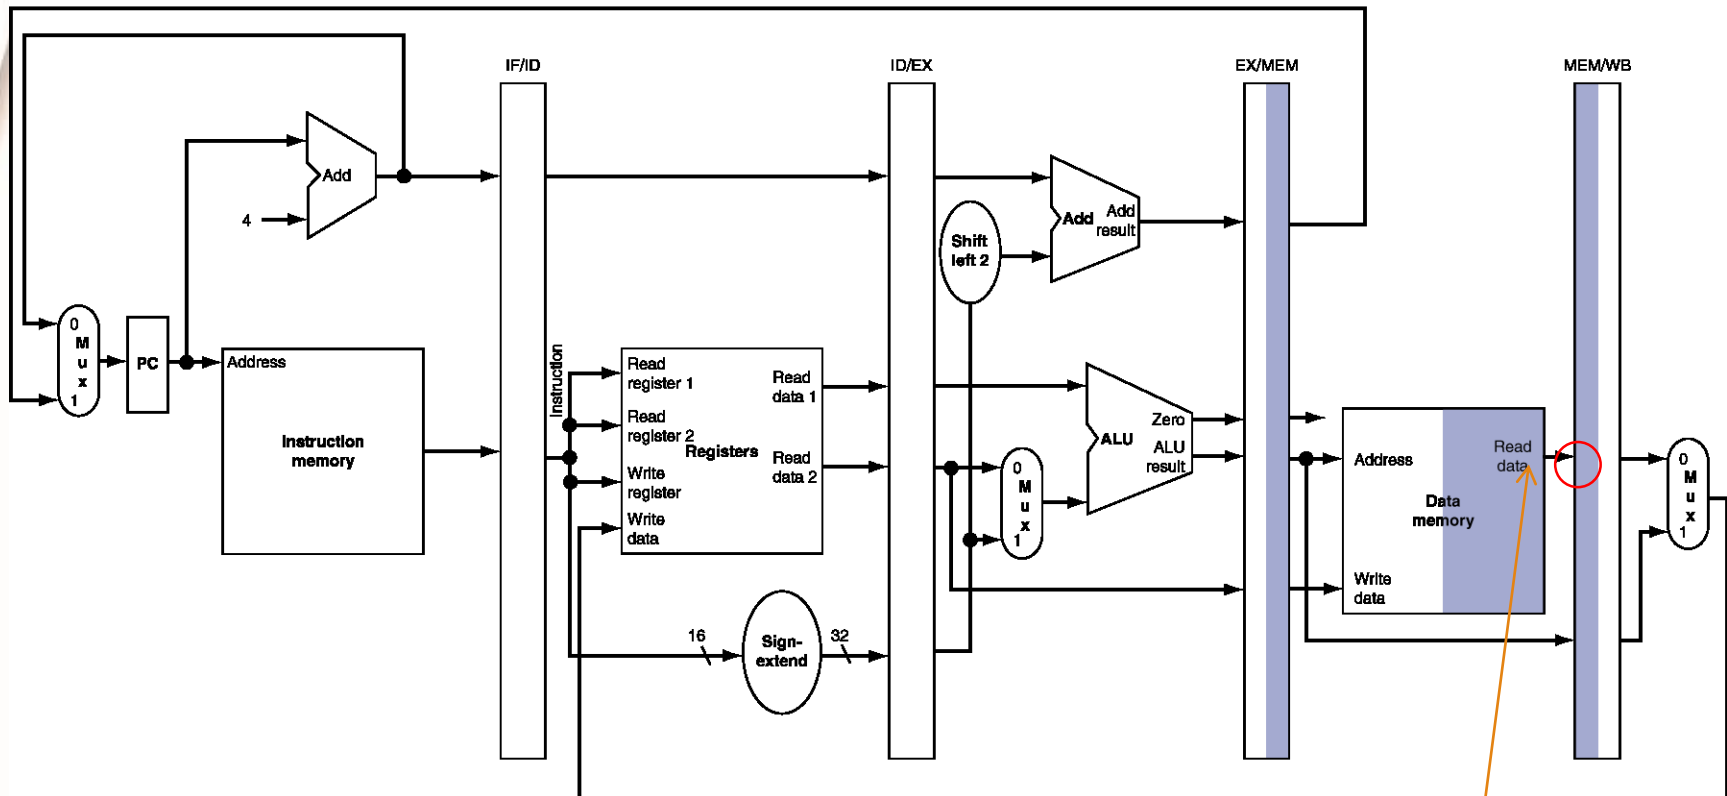 IF/ID
ID/EX
EX/MEM
MEM/WB
Add
4
Shift
left 2
Add
Add
result
0
M
u
x
1
PC
Address
Instruction
memory
Instruction
Read
register 1
Read
register 2
Write
register
Write
data
Registers
Read
data 1
Read
data 2
16
Sign-
extend
32
0
M
u
x
1
ALU
Zero
ALU
result
Address
Read
data
Data
memory
Write
data
0
M
u
x
1